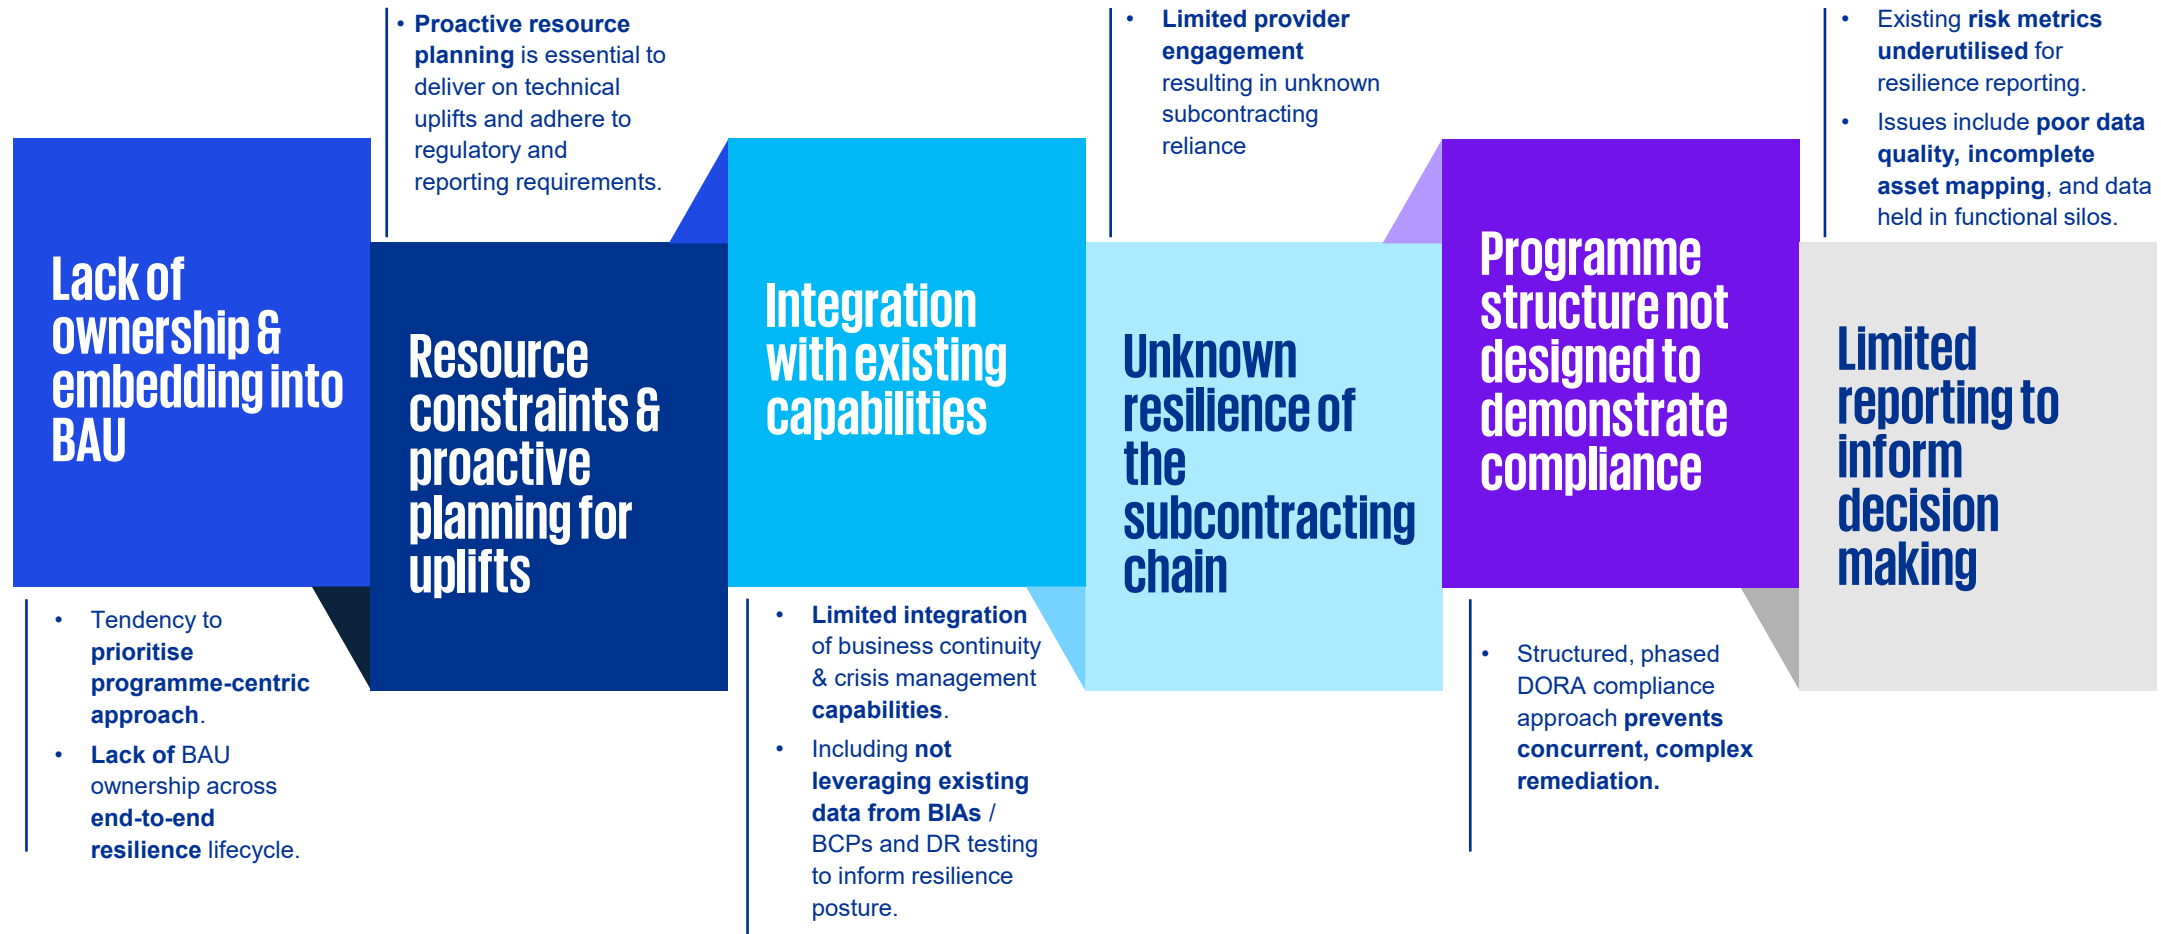 Lack of
ownership &
embedding into
BAU
• Tendency to
prioritise
programme-centric
approach.
• Lack of BAU
ownership across
end-to-end
resilience lifecycle.
• Proactive resource
planning is essential to
deliver on technical
uplifts and adhere to
regulatory and
reporting requirements.
Resource
constraints &
proactive
planning for
uplifts
Integration
with existing
capabilities
• Limited integration
of business continuity
& crisis management
capabilities.
• Including not
leveraging existing
data from BIAs /
BCPs and DR testing
to inform resilience
posture.
• Limited provider
engagement
resulting in unknown
subcontracting
reliance
Unknown
resilience of
the
subcontracting
chain
Programme
structure not
designed to
demonstrate
compliance
• Structured, phased
DORA compliance
approach prevents
concurrent, complex
remediation.
• Existing risk metrics
underutilised for
resilience reporting.
• Issues include poor data
quality, incomplete
asset mapping, and data
held in functional silos.
Limited
reporting to
inform
decision
making